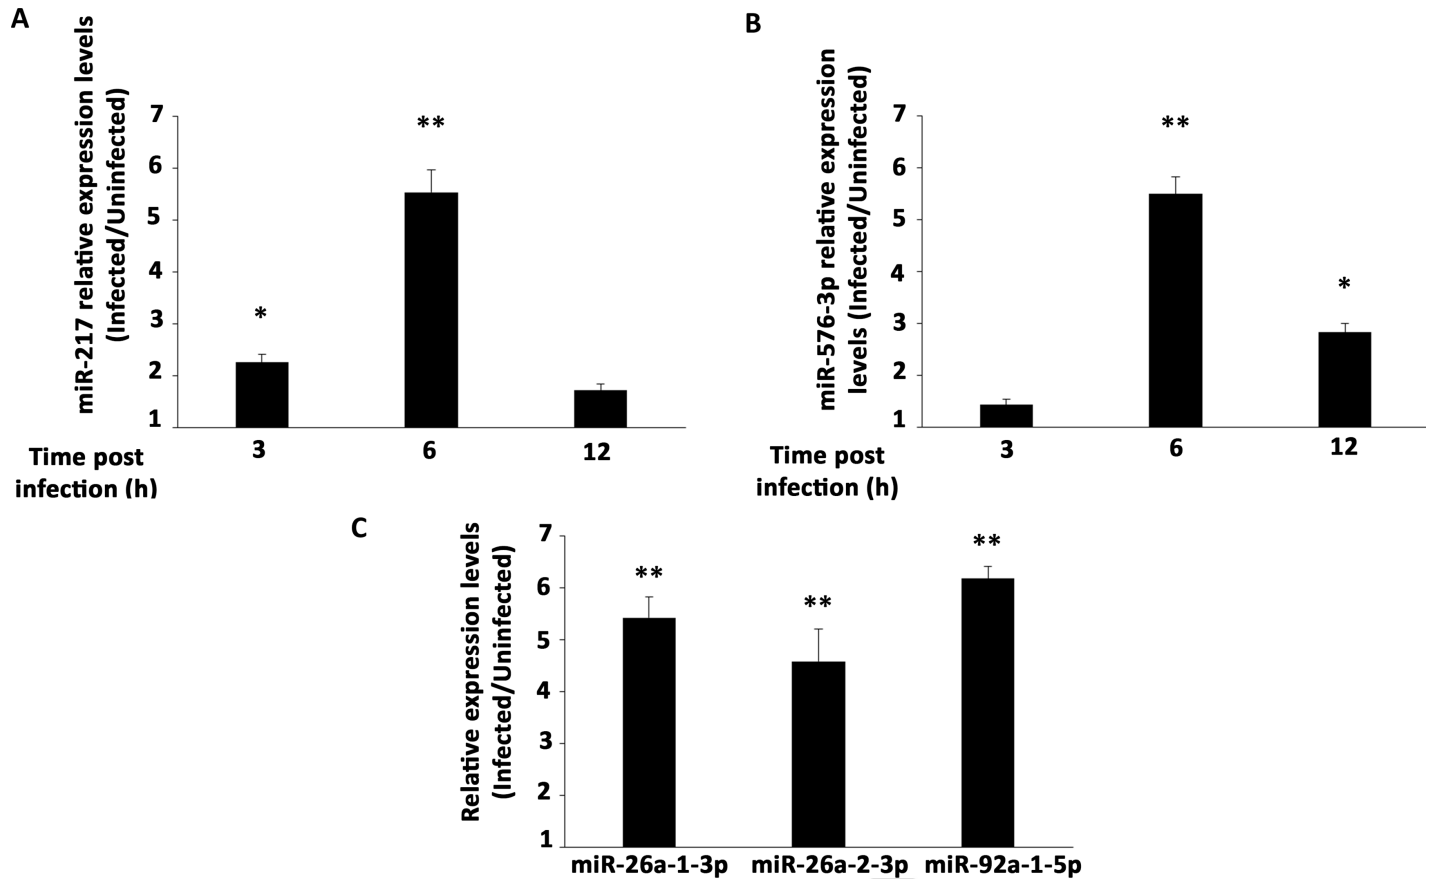 A
miR-217 relative expression levels
(Infected/Uninfected)
7
6
5
4
3
2
1
*
**
3
6
12
Time post
infection (h)
B
miR-576-3p relative expression
levels (Infected/Uninfected)
7
6
5
4
3
2
1
**
*
3
6
12
Time post
infection (h)
C
Relative expression levels
(Infected/Uninfected)
7
6
5
4
3
2
1
**
**
**
miR-26a-1-3p
miR-26a-2-3p
miR-92a-1-5p